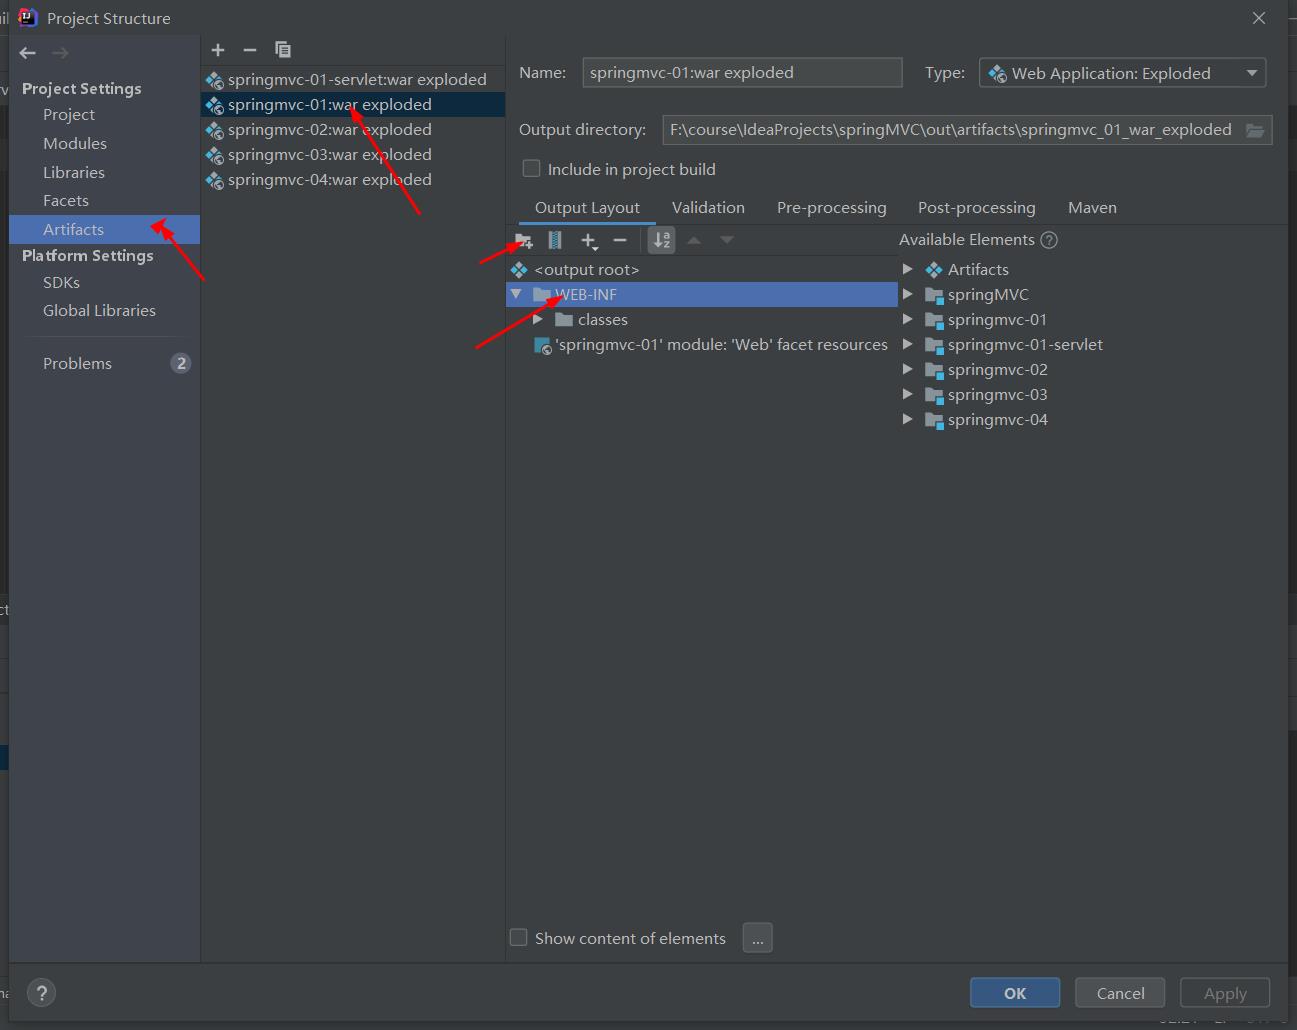 Project Structure
Project Settings
Project
Modules
Libraries
Facets
Artifacts
Platform Settings
SDKs
Global Libraries
Problems 2
springmvc-01-servlet:war exploded
springmvc-01:war exploded
springmvc-02:war exploded
springmvc-03:war exploded
springmvc-04:war exploded
Name: springmvc-01:war exploded Type: Web Application: Exploded
Output directory: F:\course\IdeaProjects\springMVC\out\artifacts\springmvc_01_war_exploded
Include in project build
Output Layout Validation Pre-processing Post-processing Maven
<output root>
WEB-INF
classes
'springmvc-01' module: 'Web' facet resources
Available Elements ?
Artifacts
springMVC
springmvc-01
springmvc-01-servlet
springmvc-02
springmvc-03
springmvc-04
Show content of elements ...
? OK Cancel Apply